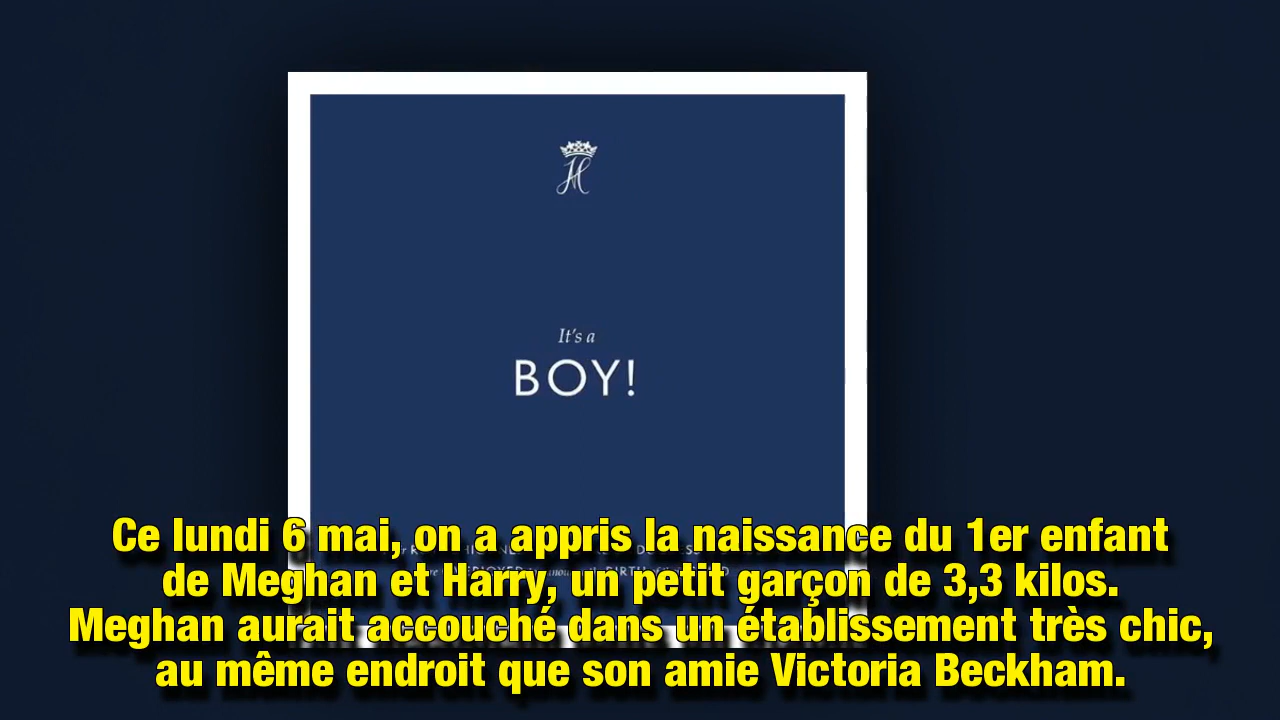 It's a
BOY!
Ce lundi 6 mai, on a appris la naissance du 1er enfant
de Meghan et Harry, un petit garçon de 3,3 kilos.
Meghan aurait accouché dans un établissement très chic,
au même endroit que son amie Victoria Beckham.